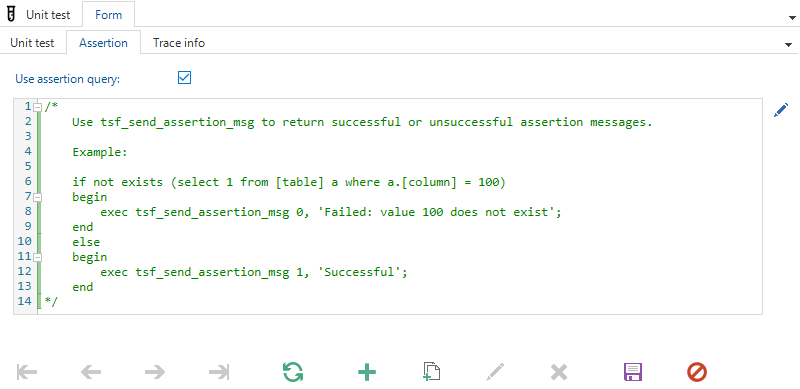 Unit test Form
Unit test Assertion Trace info
Use assertion query:
1 /*
2 Use tsf_send_assertion_msg to return successful or unsuccessful assertion messages.
3
4 Example:
5
6 if not exists (select 1 from [table] a where a.[column] = 100)
7 begin
8 exec tsf_send_assertion_msg 0, 'Failed: value 100 does not exist';
9 end
10 else
11 begin
12 exec tsf_send_assertion_msg 1, 'Successful';
13 end
14 */